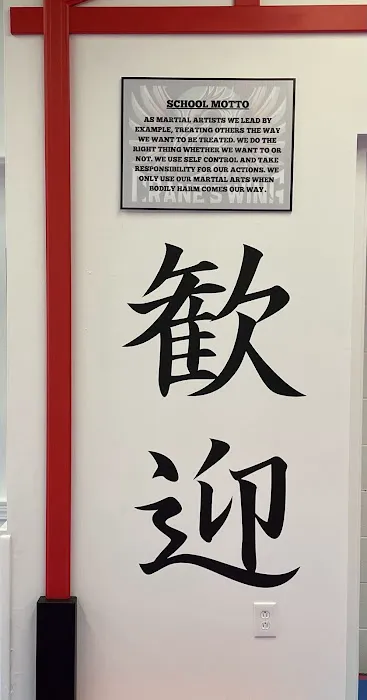 SCHOOL MOTTO
AS MARTIAL ARTISTS WE LEAD BY
EXAMPLE, TREATING OTHERS THE WAY
WE WANT TO BE TREATED. WE DO THE
RIGHT THING WHETHER WE WANT TO OR
NOT. WE USE SELF CONTROL AND TAKE
RESPONSIBILITY FOR OUR ACTIONS. WE
ONLY USE OUR MARTIAL ARTS WHEN
BODILY HARM COMES OUR WAY.
CRANE'S WING
歓
迎